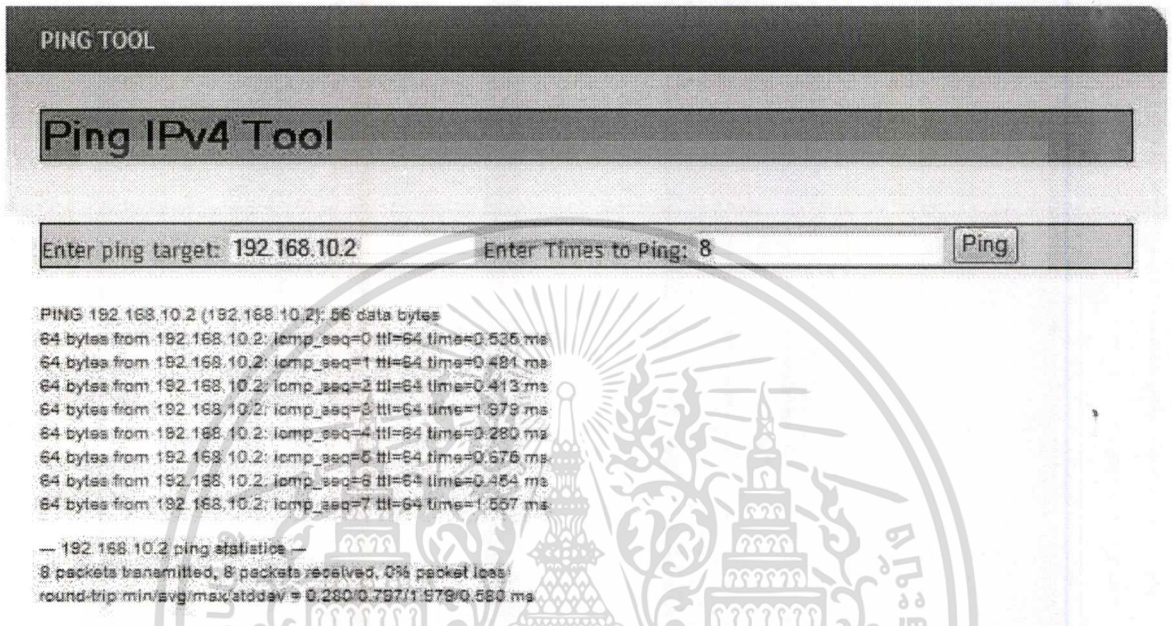 PING TOOL
Ping IPv4 Tool
Enter ping target: 192.168.10.2 Enter Times to Ping: 8 Ping
PING 192.168.10.2 (192.168.10.2): 56 data bytes
64 bytes from 192.168.10.2: icmp_seq=0 ttl=64 time=0.535 ms
64 bytes from 192.168.10.2: icmp_seq=1 ttl=64 time=0.481 ms
64 bytes from 192.168.10.2: icmp_seq=2 ttl=64 time=0.413 ms
64 bytes from 192.168.10.2: icmp_seq=3 ttl=64 time=1.979 ms
64 bytes from 192.168.10.2: icmp_seq=4 ttl=64 time=0.280 ms
64 bytes from 192.168.10.2: icmp_seq=5 ttl=64 time=0.676 ms
64 bytes from 192.168.10.2: icmp_seq=6 ttl=64 time=0.454 ms
64 bytes from 192.168.10.2: icmp_seq=7 ttl=64 time=1.557 ms
— 192.168.10.2 ping statistics —
8 packets transmitted, 8 packets received, 0% packet loss
round-trip min/avg/max/stddev = 0.280/0.797/1.979/0.580 ms